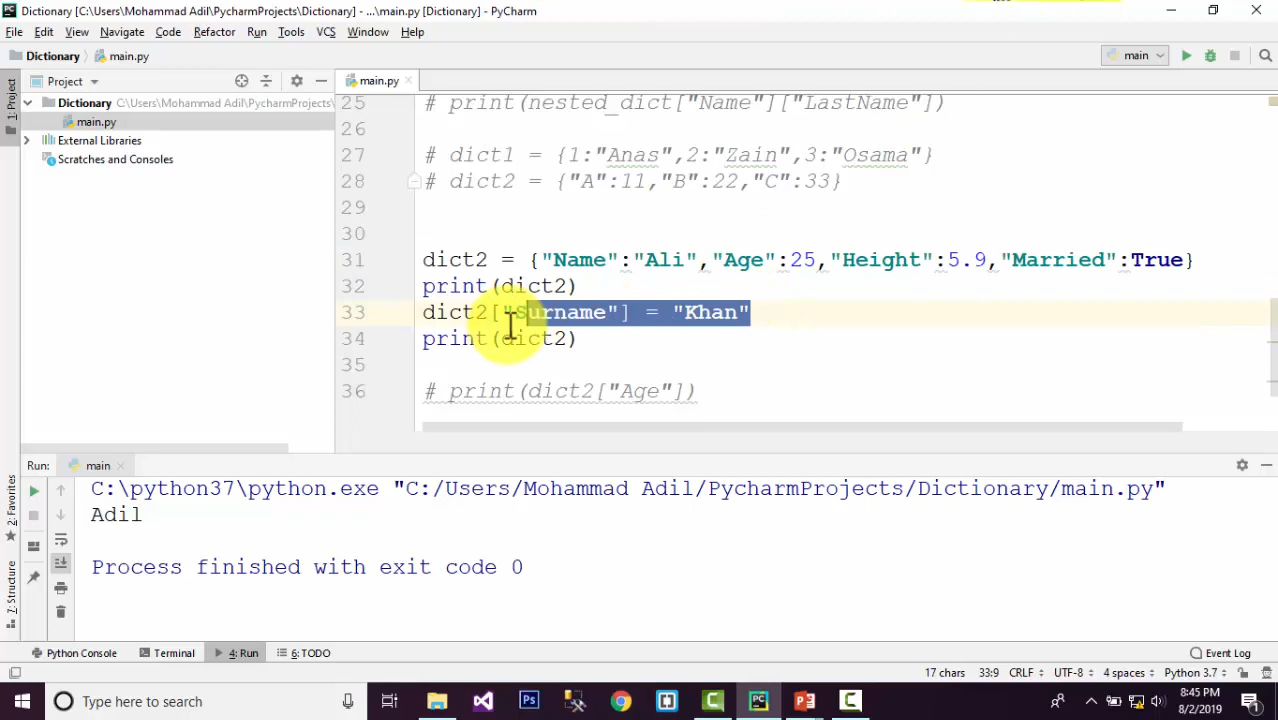 Dictionary [C:\Users\Mohammad Adil\PycharmProjects\Dictionary] - ...\main.py [Dictionary] - PyCharm
File Edit View Navigate Code Refactor Run Tools VCS Window Help
Dictionary main.py main
1: Project
Project
main.py
Dictionary C:\Users\Mohammad Adil\PycharmProjects\
main.py
External Libraries
Scratches and Consoles
25 # print(nested_dict["Name"]["LastName"])
26
27 # dict1 = {1:"Anas",2:"Zain",3:"Osama"}
28 # dict2 = {"A":11,"B":22,"C":33}
29
30
31 dict2 = {"Name":"Ali","Age":25,"Height":5.9,"Married":True}
32 print(dict2)
33 dict2["Surname"] = "Khan"
34 print(dict2)
35
36 # print(dict2["Age"])
Run: main
C:\python37\python.exe "C:/Users/Mohammad Adil/PycharmProjects/Dictionary/main.py"
Adil
Process finished with exit code 0
2: Favorites
7: Structure
Python Console Terminal 4: Run 6: TODO Event Log
17 chars 33:9 CRLF UTF-8 4 spaces Python 3.7
Type here to search
8:45 PM
8/2/2019
1